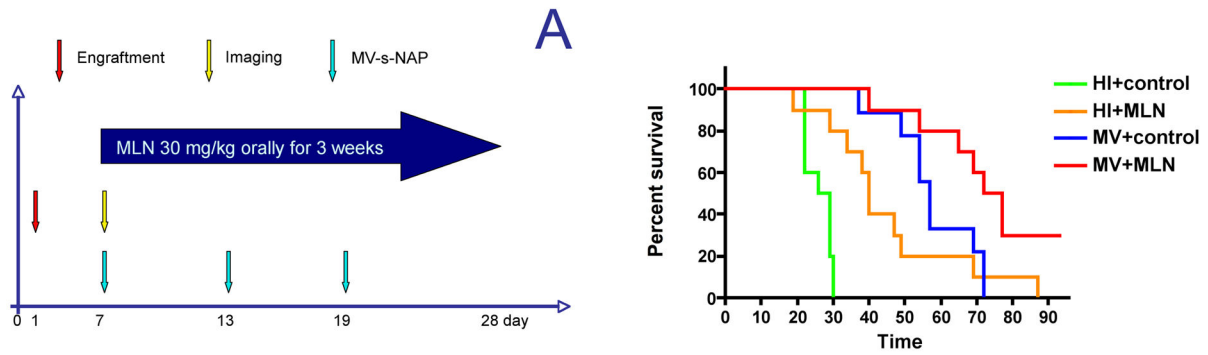 A
Engraftment
Imaging
MV-s-NAP
MLN 30 mg/kg orally for 3 weeks
0 1 7 13 19 28 day
HI+control
HI+MLN
MV+control
MV+MLN
Percent survival
100
80
60
40
20
0
0 10 20 30 40 50 60 70 80 90
Time